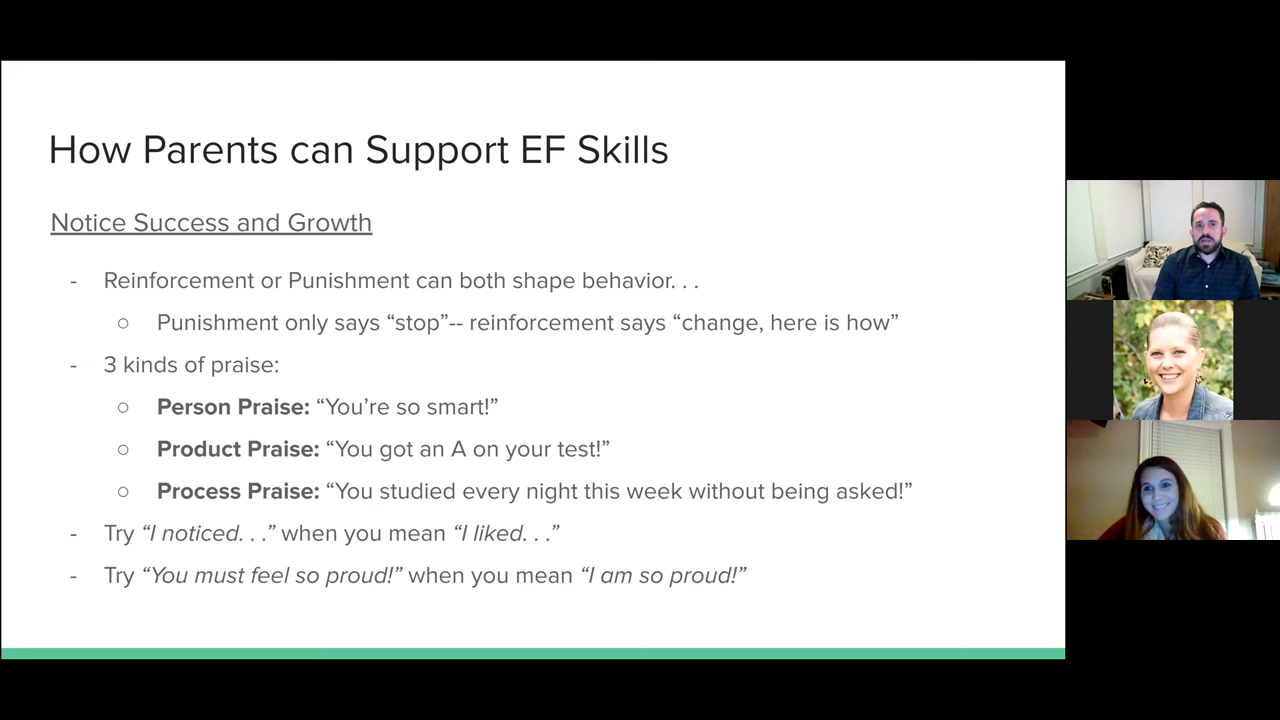 How Parents can Support EF Skills
Notice Success and Growth
- Reinforcement or Punishment can both shape behavior. . .
○ Punishment only says “stop”-- reinforcement says “change, here is how”
- 3 kinds of praise:
○ Person Praise: “You’re so smart!”
○ Product Praise: “You got an A on your test!”
○ Process Praise: “You studied every night this week without being asked!”
- Try “I noticed. . .” when you mean “I liked. . .”
- Try “You must feel so proud!” when you mean “I am so proud!”